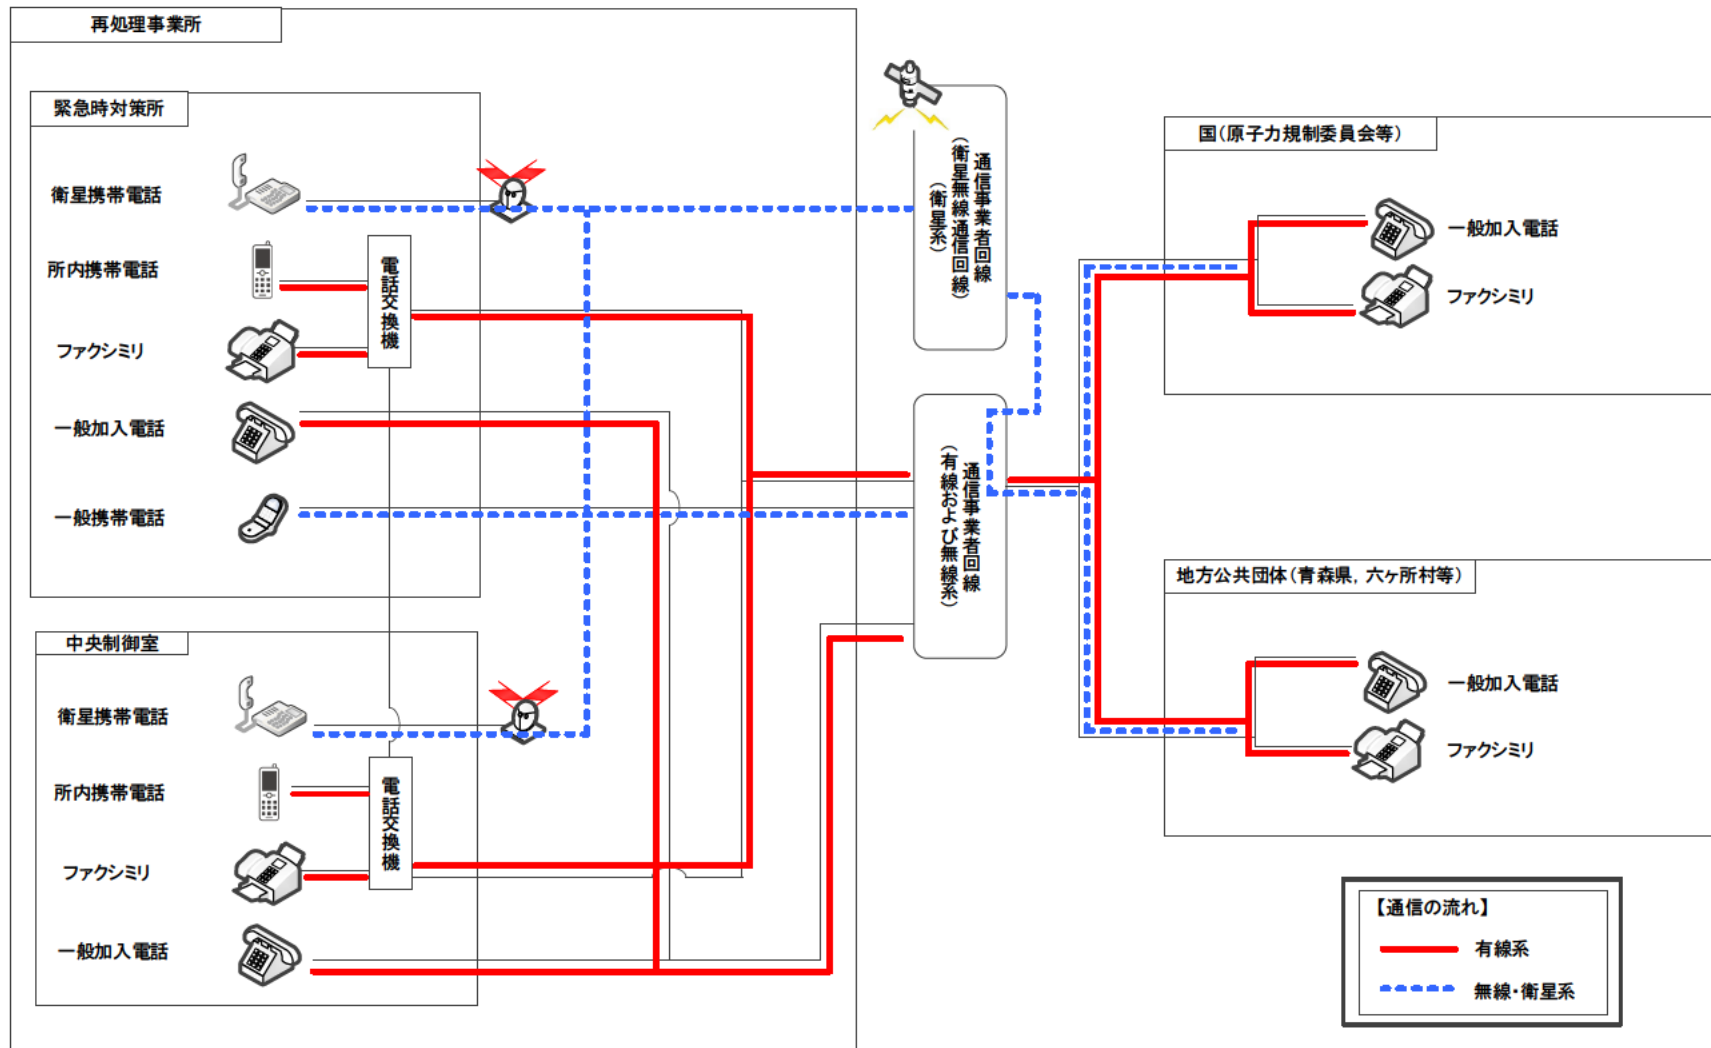 再処理事業所
緊急時対策所
衛星携帯電話
所内携帯電話
ファクシミリ
一般加入電話
一般携帯電話
電話交換機
中央制御室
衛星携帯電話
所内携帯電話
ファクシミリ
一般加入電話
電話交換機
通信事業者回線
（衛星無線通信回線）
（衛星系）
通信事業者回線
（有線および無線系）
国（原子力規制委員会等）
一般加入電話
ファクシミリ
地方公共団体（青森県，六ヶ所村等）
一般加入電話
ファクシミリ
【通信の流れ】
有線系
無線・衛星系